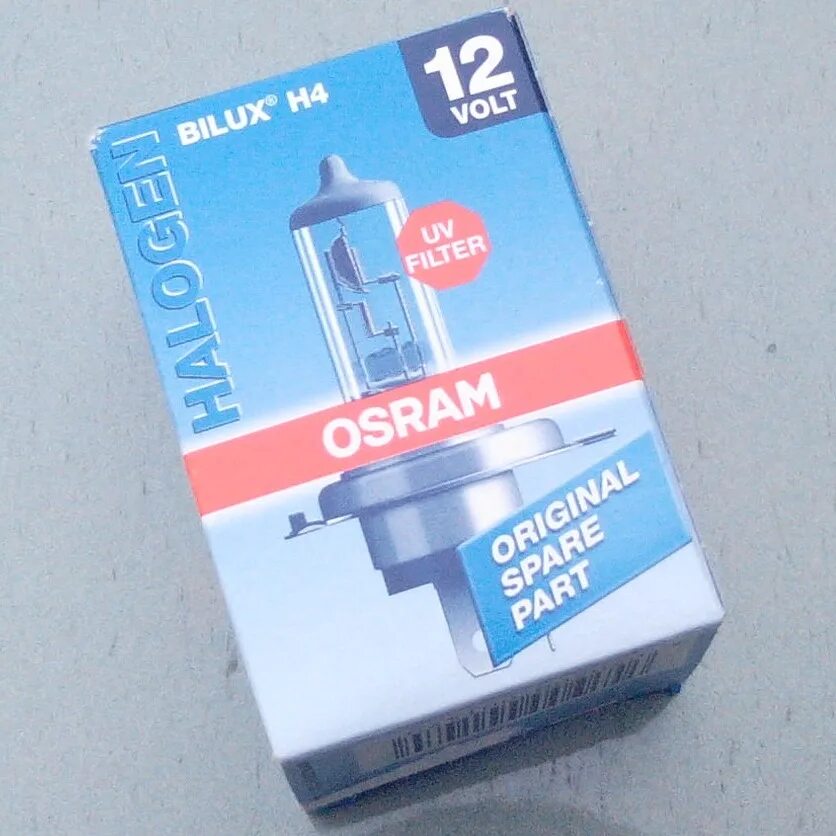 BILUX® H4
12
VOLT
HALOGEN
UV
FILTER
OSRAM
ORIGINAL
SPARE
PART